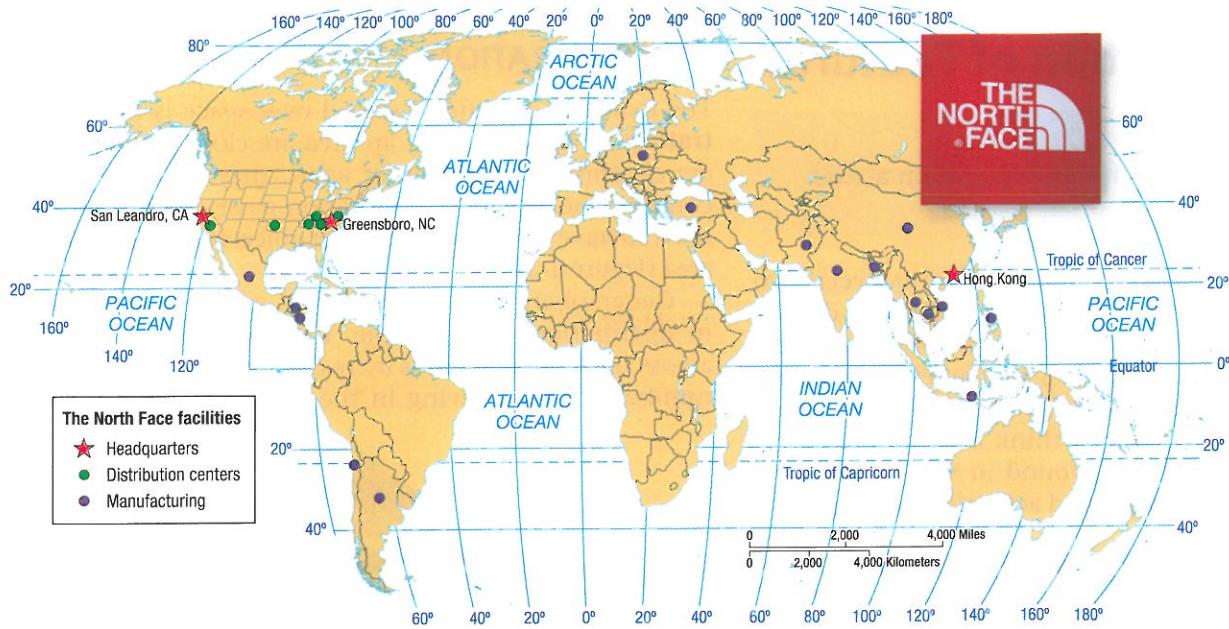 160° 140° 120° 100° 80° 60° 40° 20° 0° 20° 40° 60° 80° 100° 120° 140° 160° 180°
80°
ARCTIC
OCEAN
THE
NORTH
FACE®
60°
60°
ATLANTIC
OCEAN
40°
40°
San Leandro, CA
Greensboro, NC
Tropic of Cancer
Hong Kong
20°
20°
PACIFIC
OCEAN
PACIFIC
OCEAN
160°
140°
120°
0°
Equator
ATLANTIC
OCEAN
INDIAN
OCEAN
The North Face facilities
Headquarters
Distribution centers
Manufacturing
20°
20°
Tropic of Capricorn
40°
40°
0 2,000 4,000 Miles
0 2,000 4,000 Kilometers
60° 40° 20° 0° 20° 40° 60° 80° 100° 120° 140° 160° 180°